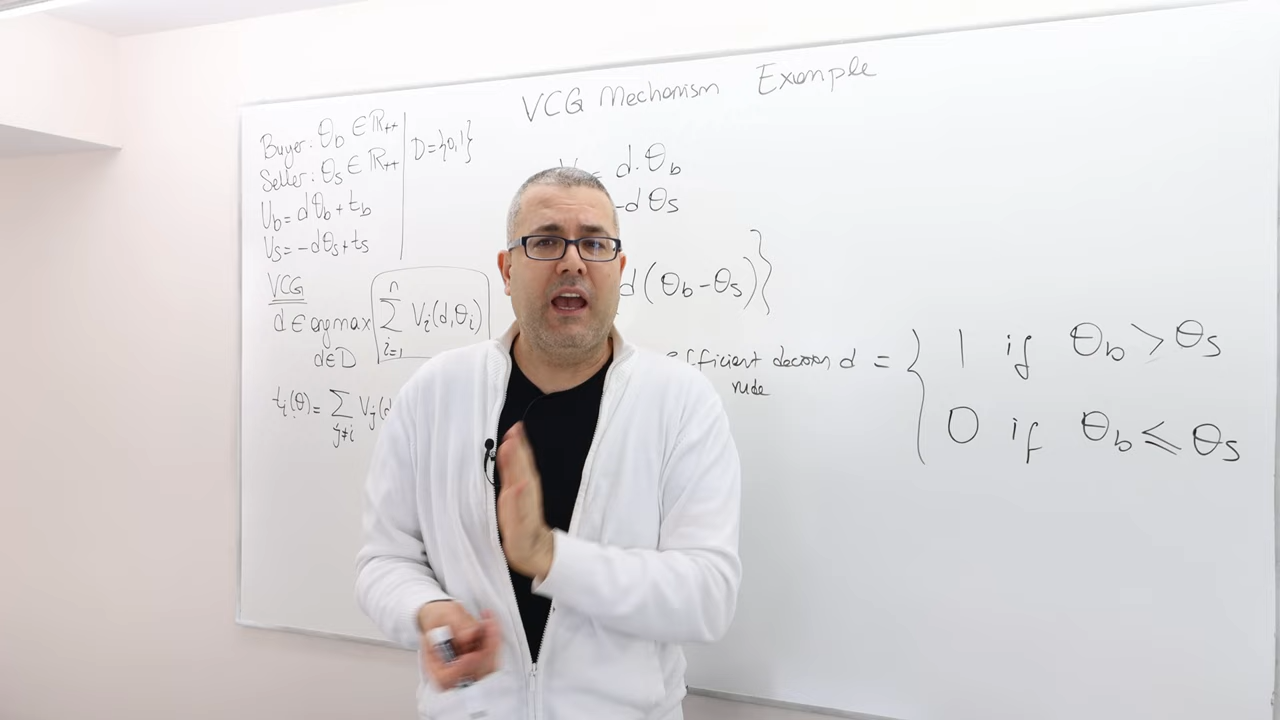 VCG Mechanism Example
Buyer: θb ∈ ℝ++
Seller: θs ∈ ℝ++
Ub = dθb + tb
Us = -dθs + ts
D = {0,1}
VCG
d ∈ argmax
d∈D
n
∑ Vi(d,θi)
i=1
ti(θ) = ∑ Vj(d
j≠i
= d.θb
-dθs
d(θb-θs)}
efficient decision d = { 1 if θb > θs
rule
0 if θb ⩽ θs